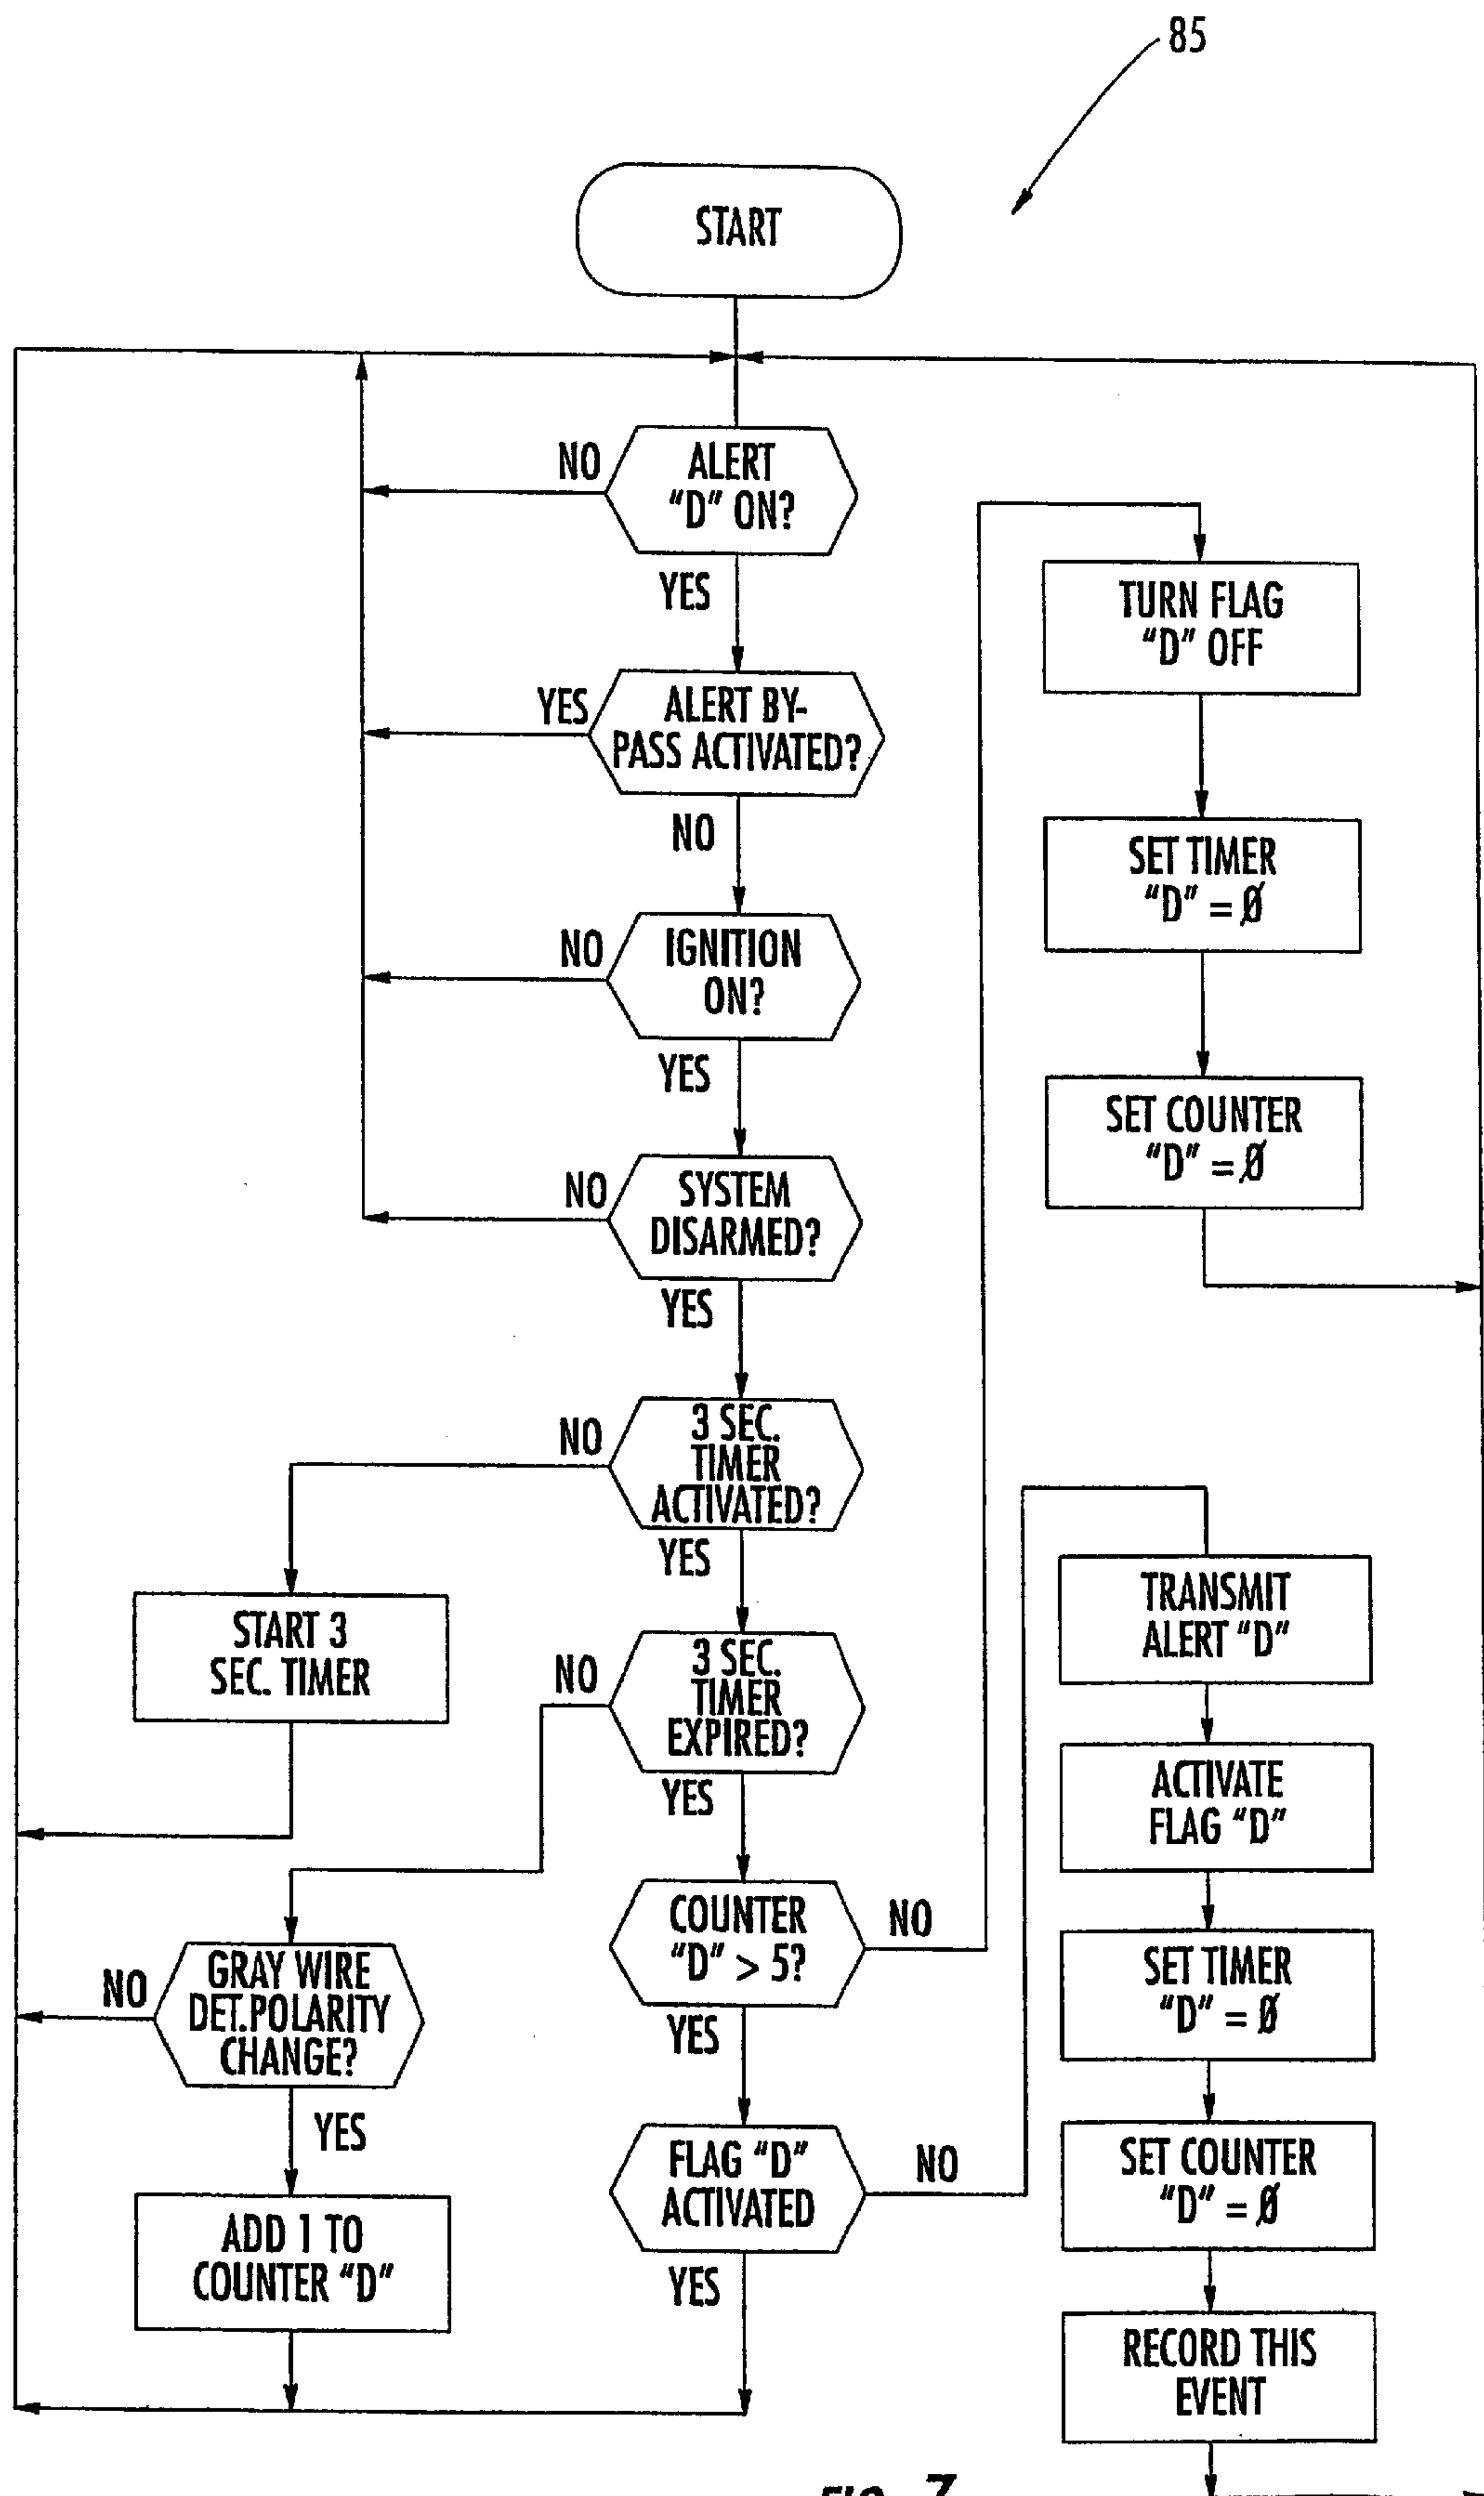 85
START
ALERT
"D" ON?
NO
YES
ALERT BY-
PASS ACTIVATED?
YES
NO
IGNITION
ON?
NO
YES
SYSTEM
DISARMED?
NO
YES
3 SEC.
TIMER
ACTIVATED?
NO
YES
START 3
SEC. TIMER
3 SEC.
TIMER
EXPIRED?
NO
YES
GRAY WIRE
DET.POLARITY
CHANGE?
NO
YES
ADD 1 TO
COUNTER "D"
COUNTER
"D" > 5?
NO
YES
FLAG "D"
ACTIVATED
NO
YES
TURN FLAG
"D" OFF
SET TIMER
"D" = Ø
SET COUNTER
"D" = Ø
TRANSMIT
ALERT "D"
ACTIVATE
FLAG "D"
SET TIMER
"D" = Ø
SET COUNTER
"D" = Ø
RECORD THIS
EVENT